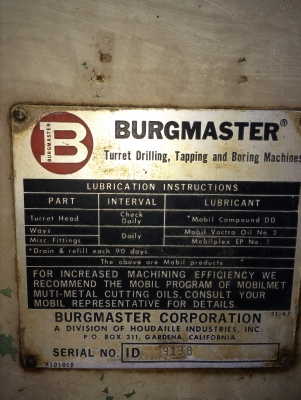 B
BURGMASTER
BURGMASTER®
Turret Drilling, Tapping and Boring Machines
LUBRICATION INSTRUCTIONS
PART INTERVAL LUBRICANT
Turret Head Check Daily *Mobil Compound DD
Ways Daily Mobil Vactra Oil No. 2
Misc. Fittings Mobilplex EP No. 1
*Drain & refill each 90 days.
The above are Mobil products
FOR INCREASED MACHINING EFFICIENCY WE
RECOMMEND THE MOBIL PROGRAM OF MOBILMET
MUTI-METAL CUTTING OILS, CONSULT YOUR
MOBIL REPRESENTATIVE FOR DETAILS.
BURGMASTER CORPORATION
A DIVISION OF HOUDAILLE INDUSTRIES, INC.
P.O. BOX 311, GARDENA, CALIFORNIA
SERIAL NO. ID 9138